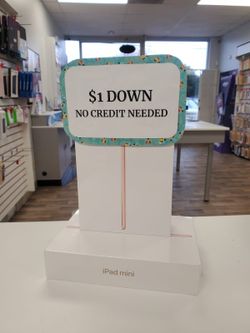 $1 DOWN
NO CREDIT NEEDED
iPad mini